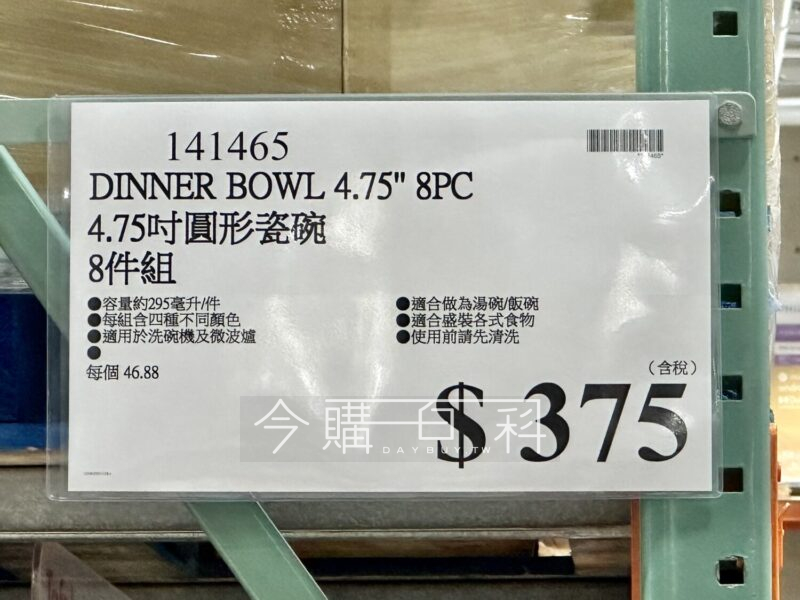 141465
DINNER BOWL 4.75" 8PC
4.75吋圓形瓷碗
8件組
●容量約295毫升/件
●每組含四種不同顏色
●適用於洗碗機及微波爐
●
●適合做為湯碗/飯碗
●適合盛裝各式食物
●使用前請先清洗
每個 46.88
(含稅)
$ 375
今購百科
DAYBUY.TW